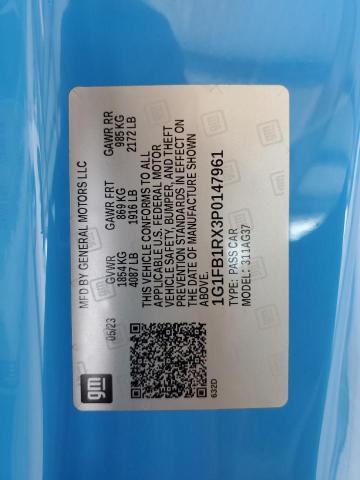 MFD BY GENERAL MOTORS LLC
05/23 GVWR GAWR FRT GAWR RR
1854 KG 869 KG 985 KG
4087 LB 1916 LB 2172 LB
THIS VEHICLE CONFORMS TO ALL
APPLICABLE U.S. FEDERAL MOTOR
VEHICLE SAFETY, BUMPER, AND THEFT
PREVENTION STANDARDS IN EFFECT ON
THE DATE OF MANUFACTURE SHOWN
ABOVE.
1G1FB1RX3P0147961
TYPE: PASS CAR
MODEL: 311AG37
gm
632D